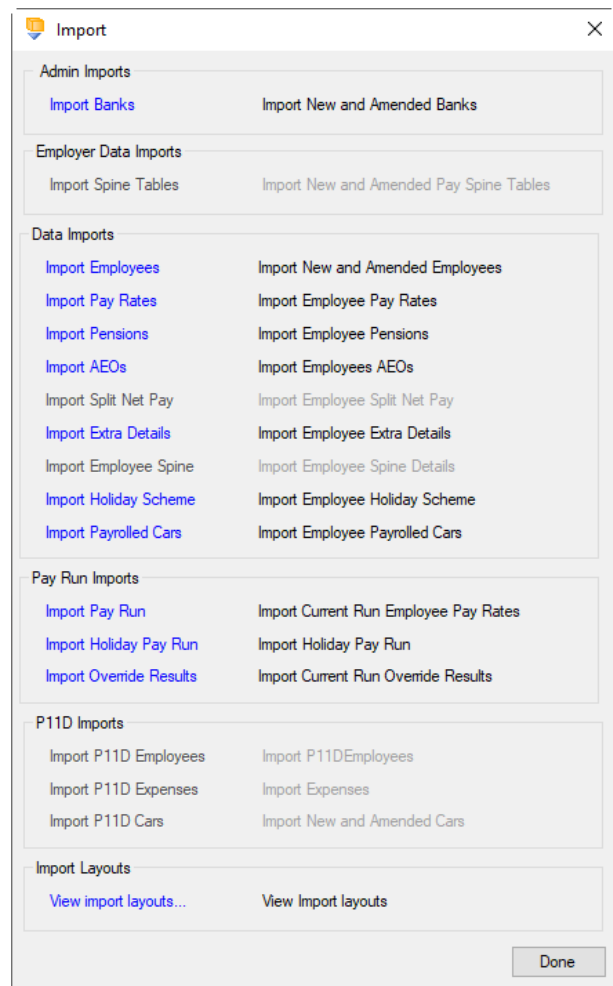 Import
Admin Imports
Import Banks Import New and Amended Banks
Employer Data Imports
Import Spine Tables Import New and Amended Pay Spine Tables
Data Imports
Import Employees Import New and Amended Employees
Import Pay Rates Import Employee Pay Rates
Import Pensions Import Employee Pensions
Import AEOs Import Employees AEOs
Import Split Net Pay Import Employee Split Net Pay
Import Extra Details Import Employee Extra Details
Import Employee Spine Import Employee Spine Details
Import Holiday Scheme Import Employee Holiday Scheme
Import Payrolled Cars Import Employee Payrolled Cars
Pay Run Imports
Import Pay Run Import Current Run Employee Pay Rates
Import Holiday Pay Run Import Holiday Pay Run
Import Override Results Import Current Run Override Results
P11D Imports
Import P11D Employees Import P11DEmployees
Import P11D Expenses Import Expenses
Import P11D Cars Import New and Amended Cars
Import Layouts
View import layouts... View Import layouts
Done